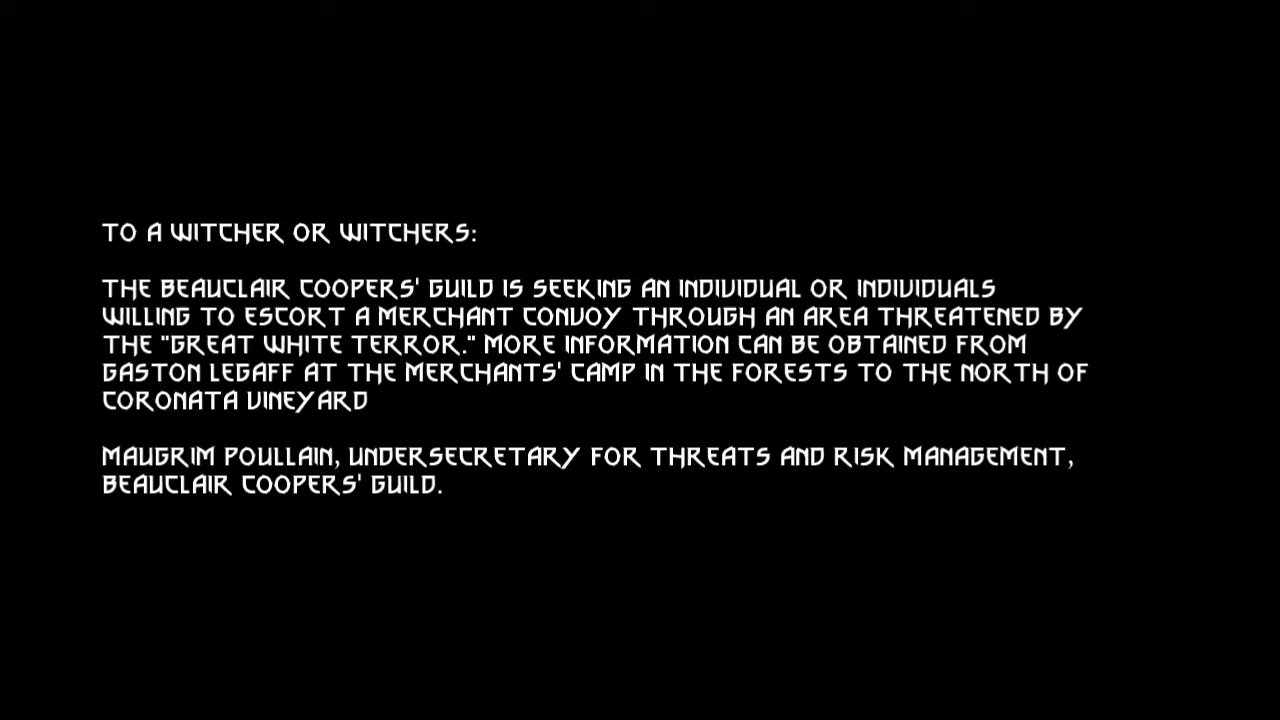 TO A WITCHER OR WITCHERS:
THE BEAUCLAIR COOPERS' GUILD IS SEEKING AN INDIVIDUAL OR INDIVIDUALS
WILLING TO ESCORT A MERCHANT CONVOY THROUGH AN AREA THREATENED BY
THE "GREAT WHITE TERROR." MORE INFORMATION CAN BE OBTAINED FROM
GASTON LEGAFF AT THE MERCHANTS' CAMP IN THE FORESTS TO THE NORTH OF
CORONATA VINEYARD
MAUGRIM POULLAIN, UNDERSECRETARY FOR THREATS AND RISK MANAGEMENT,
BEAUCLAIR COOPERS' GUILD.